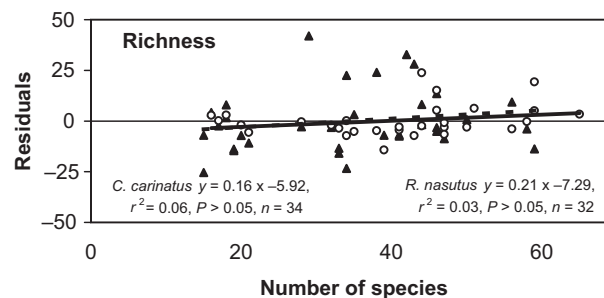 Richness
50
25
0
−25
−50
Residuals
C. carinatus y = 0.16 x –5.92,
r² = 0.06, P > 0.05, n = 34
R. nasutus y = 0.21 x –7.29,
r² = 0.03, P > 0.05, n = 32
0 20 40 60
Number of species